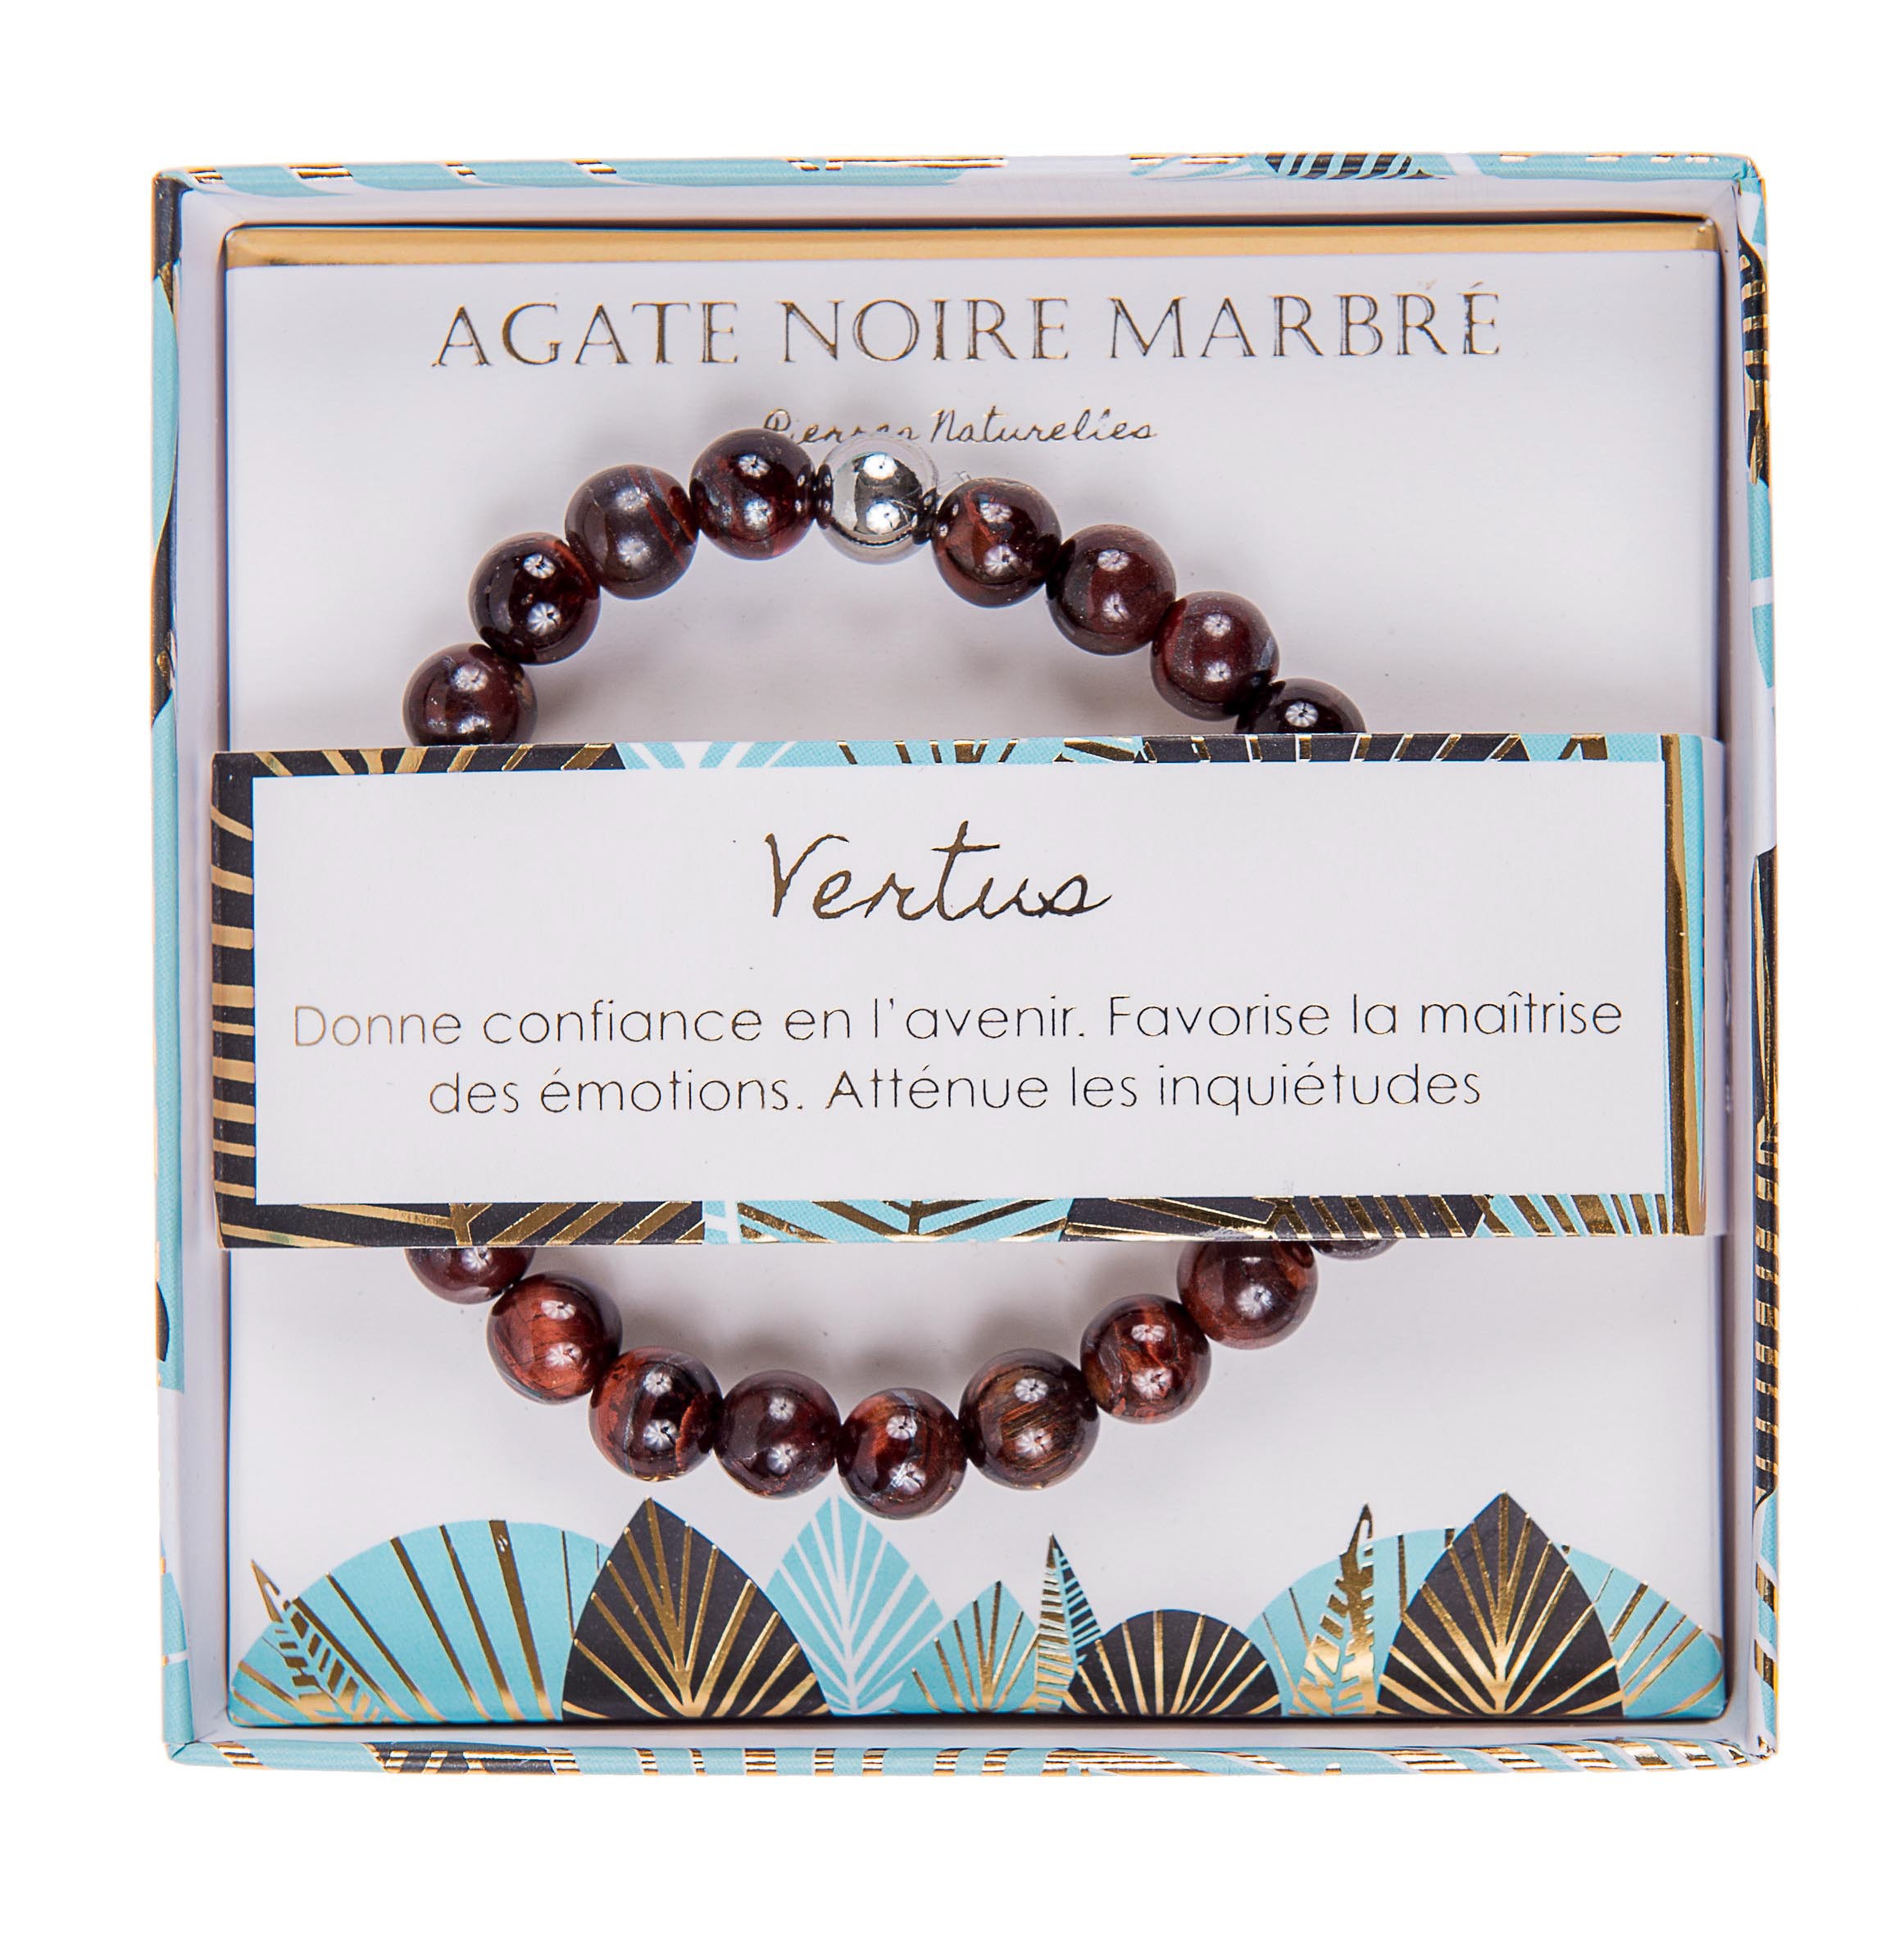 AGATE NOIRE MARBRÉ
Pierres Naturelles
Vertus
Donne confiance en l'avenir. Favorise la maîtrise
des émotions. Atténue les inquiétudes